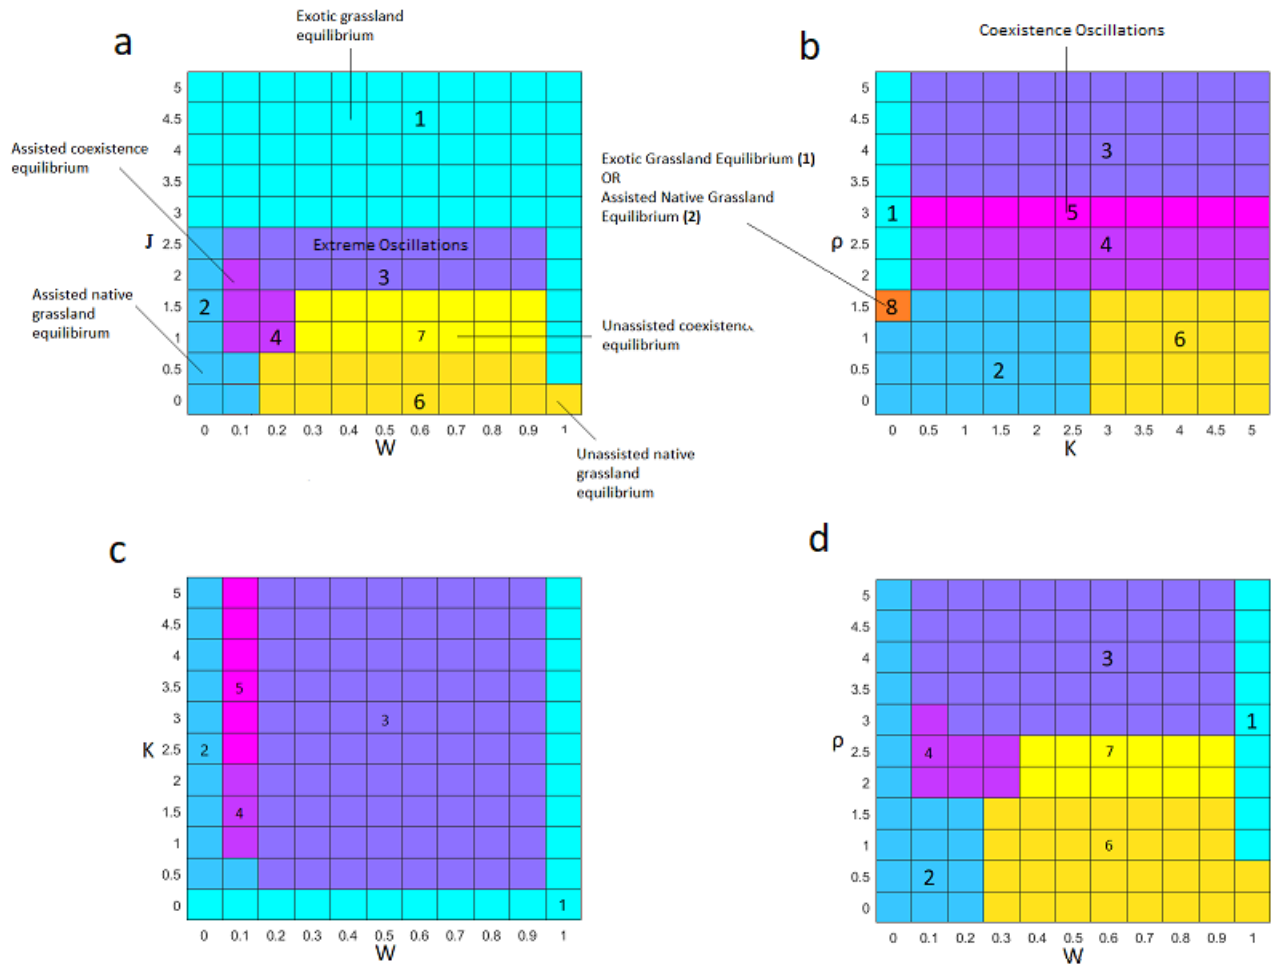 a
Exotic grassland
equilibrium
Assisted coexistence
equilibrium
Assisted native
grassland
equilibirum
J
5
4.5
4
3.5
3
2.5
2
1.5
1
0.5
0
1
Extreme Oscillations
3
2
4
7
6
0 0.1 0.2 0.3 0.4 0.5 0.6 0.7 0.8 0.9 1
W
Unassisted coexistence
equilibrium
Unassisted native
grassland
equilibrium
b
Coexistence Oscillations
Exotic Grassland Equilibrium (1)
OR
Assisted Native Grassland
Equilibrium (2)
ρ
5
4.5
4
3.5
3
2.5
2
1.5
1
0.5
0
3
1
5
4
8
6
2
0 0.5 1 1.5 2 2.5 3 3.5 4 4.5 5
K
c
K
5
4.5
4
3.5
3
2.5
2
1.5
1
0.5
0
5
3
2
4
1
0 0.1 0.2 0.3 0.4 0.5 0.6 0.7 0.8 0.9 1
W
d
ρ
5
4.5
4
3.5
3
2.5
2
1.5
1
0.5
0
3
1
4
7
6
2
0 0.1 0.2 0.3 0.4 0.5 0.6 0.7 0.8 0.9 1
W